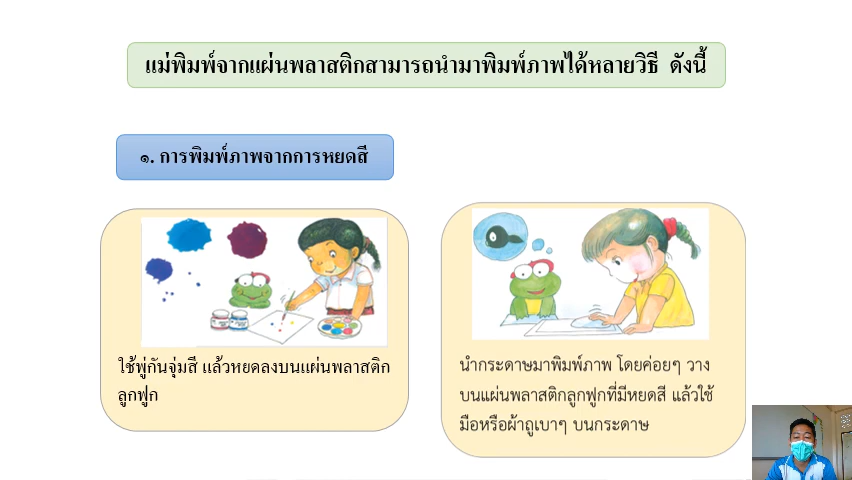 แม่พิมพ์จากแผ่นพลาสติกสามารถนำมาพิมพ์ภาพได้หลายวิธี ดังนี้
๑. การพิมพ์ภาพจากการหยดสี
ใช้พู่กันจุ่มสี แล้วหยดลงบนแผ่นพลาสติก
ลูกฟูก
นำกระดาษมาพิมพ์ภาพ โดยค่อยๆ วาง
บนแผ่นพลาสติกลูกฟูกที่มีหยดสี แล้วใช้
มือหรือผ้าถูเบาๆ บนกระดาษ